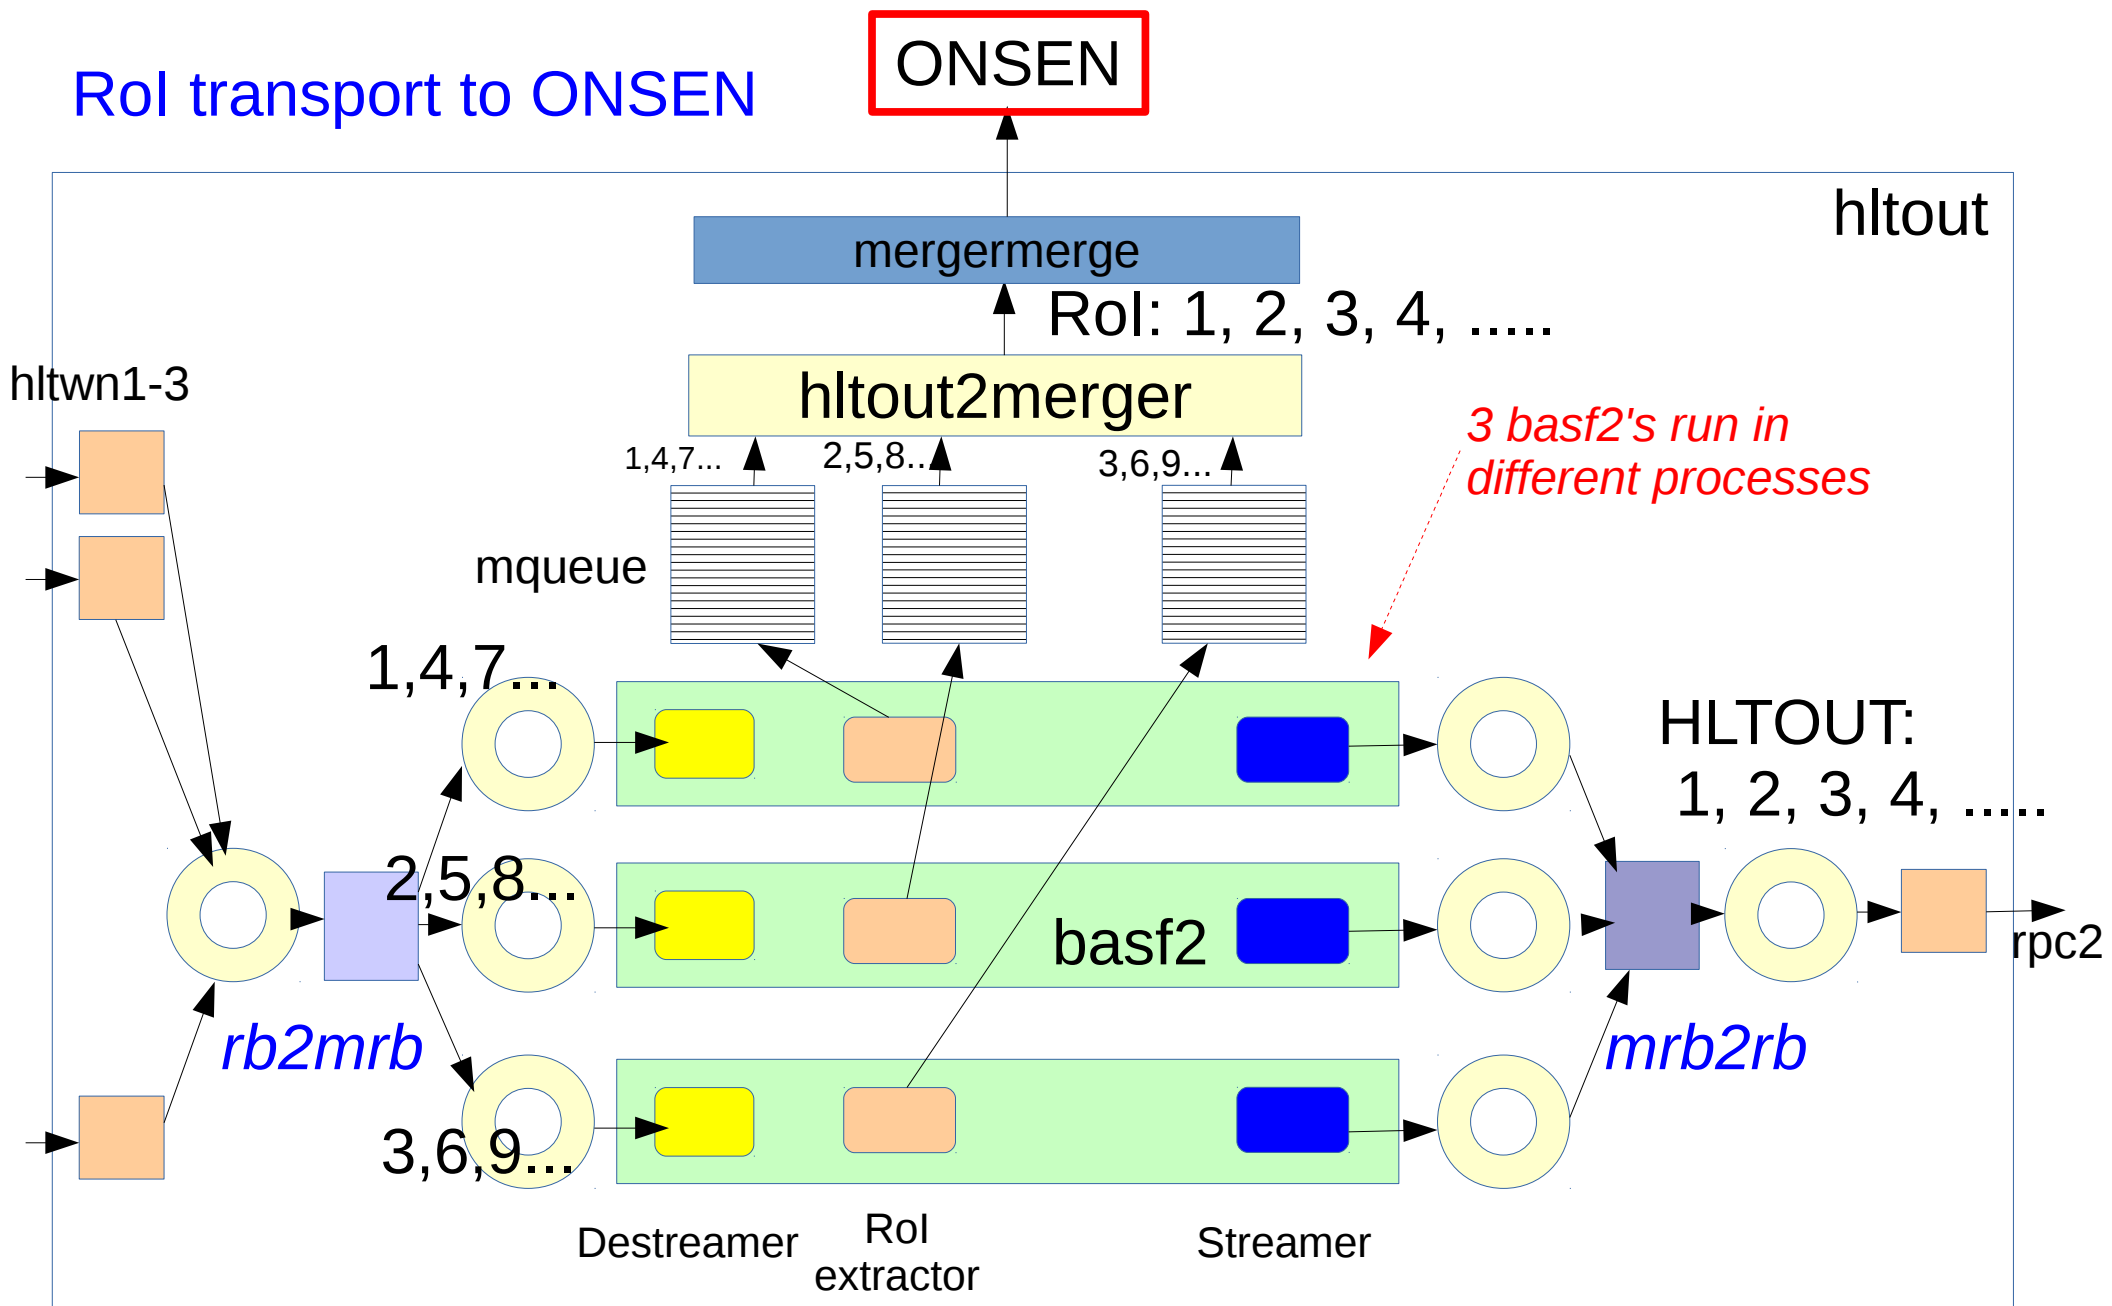 ONSEN
RoI transport to ONSEN
hltout
mergermerge
RoI: 1, 2, 3, 4, .....
hltwn1-3
hltout2merger
3 basf2's run in
different processes
1,4,7...
2,5,8...
3,6,9...
mqueue
1,4,7...
HLTOUT:
1, 2, 3, 4, .....
2,5,8...
basf2
rpc2
rb2mrb
mrb2rb
3,6,9...
Destreamer
RoI
extractor
Streamer